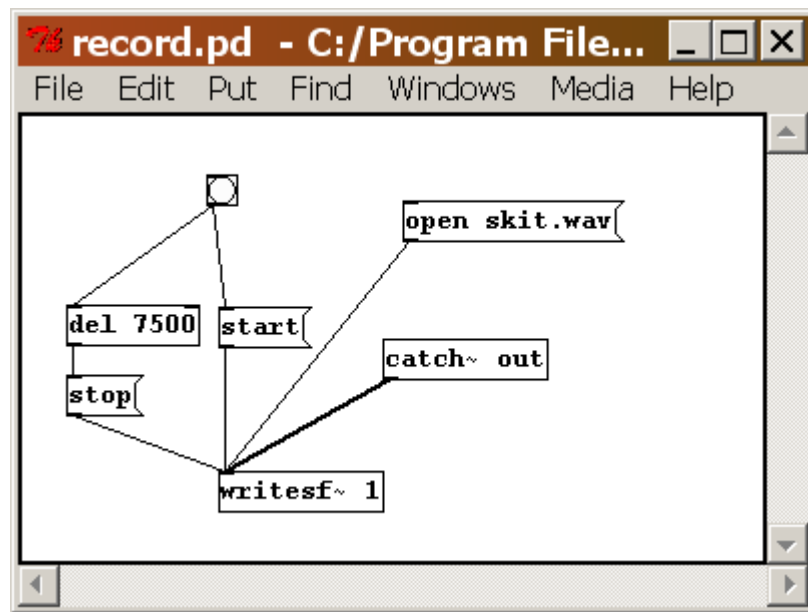 record.pd - C:/Program File...
File Edit Put Find Windows Media Help
open skit.wav
del 7500
start
catch~ out
stop
writesf~ 1